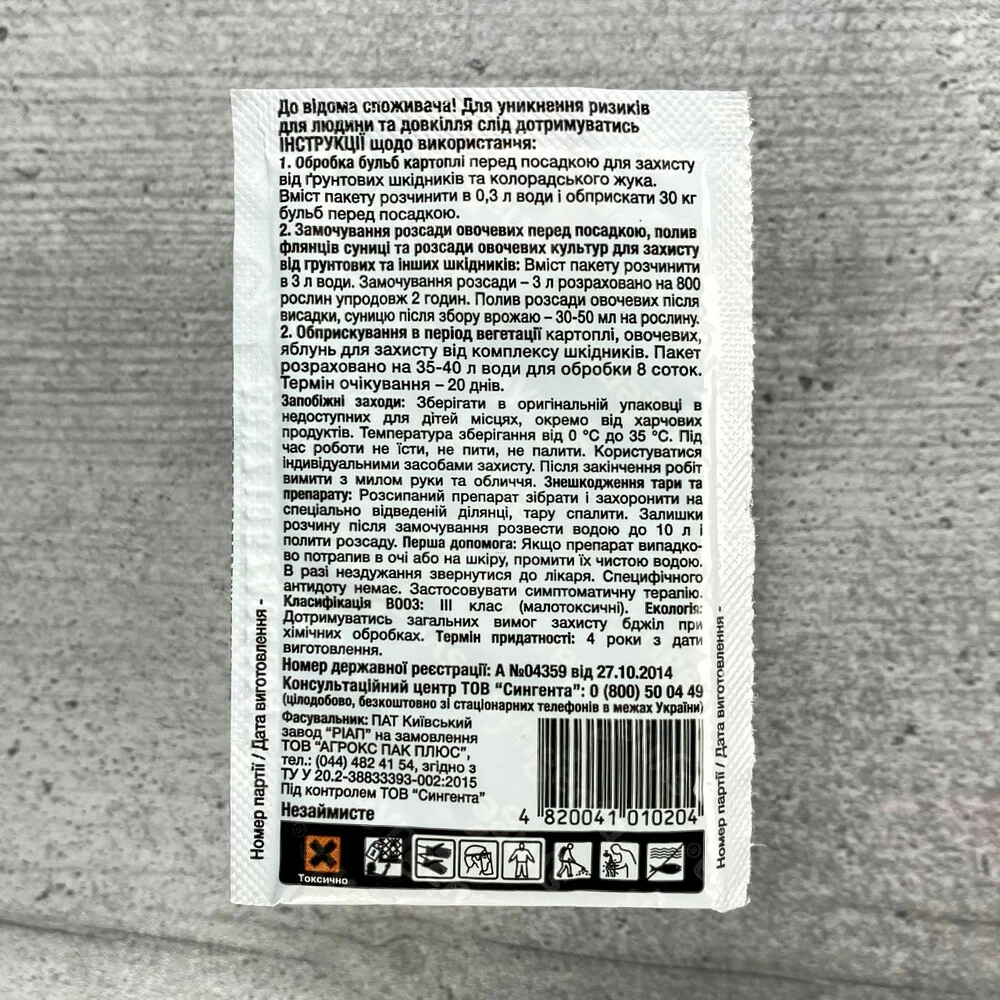 До відома споживача! Для уникнення ризиків
для людини та довкілля слід дотримуватись
ІНСТРУКЦІЇ щодо використання:
1. Обробка бульб картоплі перед посадкою для захисту
від ґрунтових шкідників та колорадського жука.
Вміст пакету розчинити в 0,3 л води і обприскати 30 кг
бульб перед посадкою.
2. Замочування розсади овочевих перед посадкою, полив
флянців суниці та розсади овочевих культур для захисту
від грунтових та інших шкідників: Вміст пакету розчинити
в 3 л води. Замочування розсади – 3 л розраховано на 800
рослин упродовж 2 годин. Полив розсади овочевих після
висадки, суницю після збору врожаю – 30-50 мл на рослину.
2. Обприскування в період вегетації картоплі, овочевих,
яблунь для захисту від комплексу шкідників. Пакет
розраховано на 35-40 л води для обробки 8 соток.
Термін очікування – 20 днів.
Запобіжні заходи: Зберігати в оригінальній упаковці в
недоступних для дітей місцях, окремо від харчових
продуктів. Температура зберігання від 0 °С до 35 °С. Під
час роботи не їсти, не пити, не палити. Користуватися
індивідуальними засобами захисту. Після закінчення робіт
вимити з милом руки та обличчя. Знешкодження тари та
препарату: Розсипаний препарат зібрати і захоронити на
спеціально відведеній ділянці, тару спалити. Залишки
розчину після замочування розвести водою до 10 л і
полити розсаду. Перша допомога: Якщо препарат випадко-
во потрапив в очі або на шкіру, промити їх чистою водою.
В разі нездужання звернутися до лікаря. Специфічного
антидоту немає. Застосовувати симптоматичну терапію.
Класифікація ВООЗ: III клас (малотоксичні). Екологія:
Дотримуватись загальних вимог захисту бджіл при
хімічних обробках. Термін придатності: 4 роки з дати
виготовлення.
Номер державної реєстрації: А №04359 від 27.10.2014
Консультаційний центр ТОВ "Сингента": 0 (800) 50 04 49
(цілодобово, безкоштовно зі стаціонарних телефонів в межах України)
Фасувальник: ПАТ Київський
завод "РІАП" на замовлення
ТОВ "АГРОКС ПАК ПЛЮС",
тел.: (044) 482 41 54, згідно з
ТУ У 20.2-38833393-002:2015
Під контролем ТОВ "Сингента"
Незаймисте
4 820041 010204
Токсично
Номер партії / Дата виготовлення -
Номер партії / Дата виготовлення -